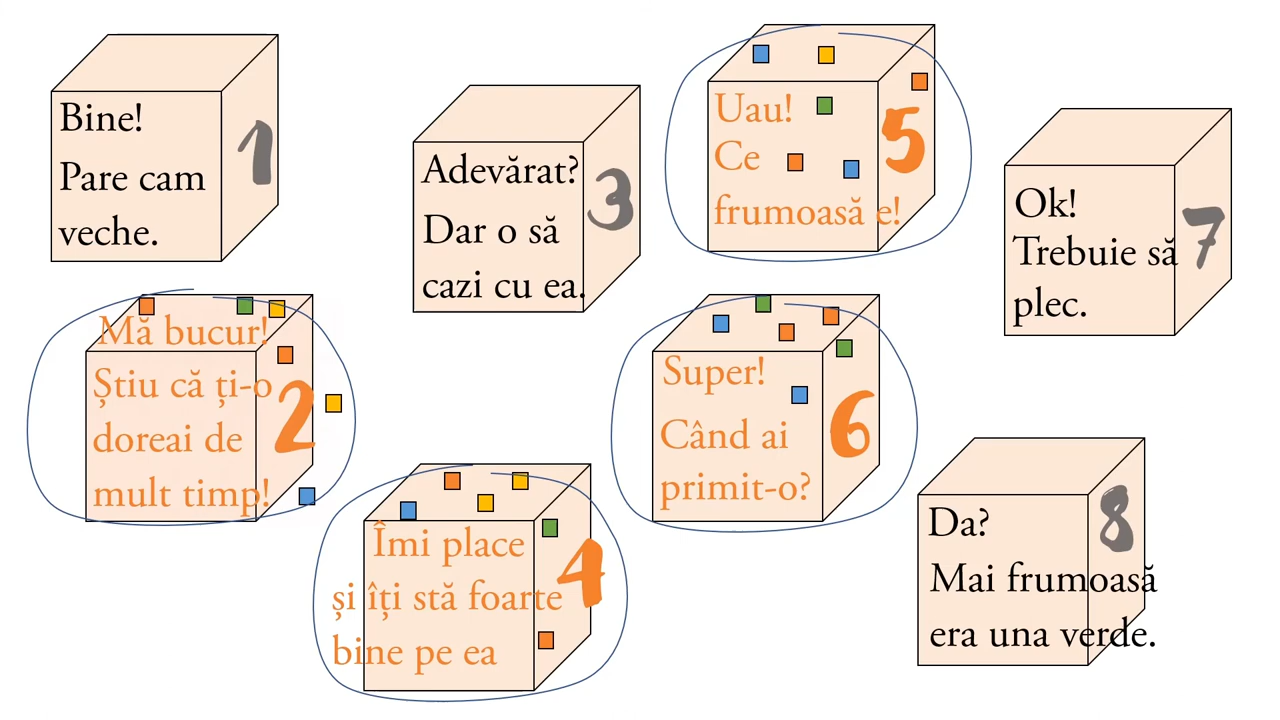 Bine!
Pare cam
veche.
1
Mă bucur!
Știu că ți-o
doreai de
mult timp!
2
Adevărat?
Dar o să
cazi cu ea.
3
Îmi place
și îți stă foarte
bine pe ea
4
Uau!
Ce
frumoasă e!
5
Super!
Când ai
primit-o?
6
Ok!
Trebuie să
plec.
7
Da?
Mai frumoasă
era una verde.
8